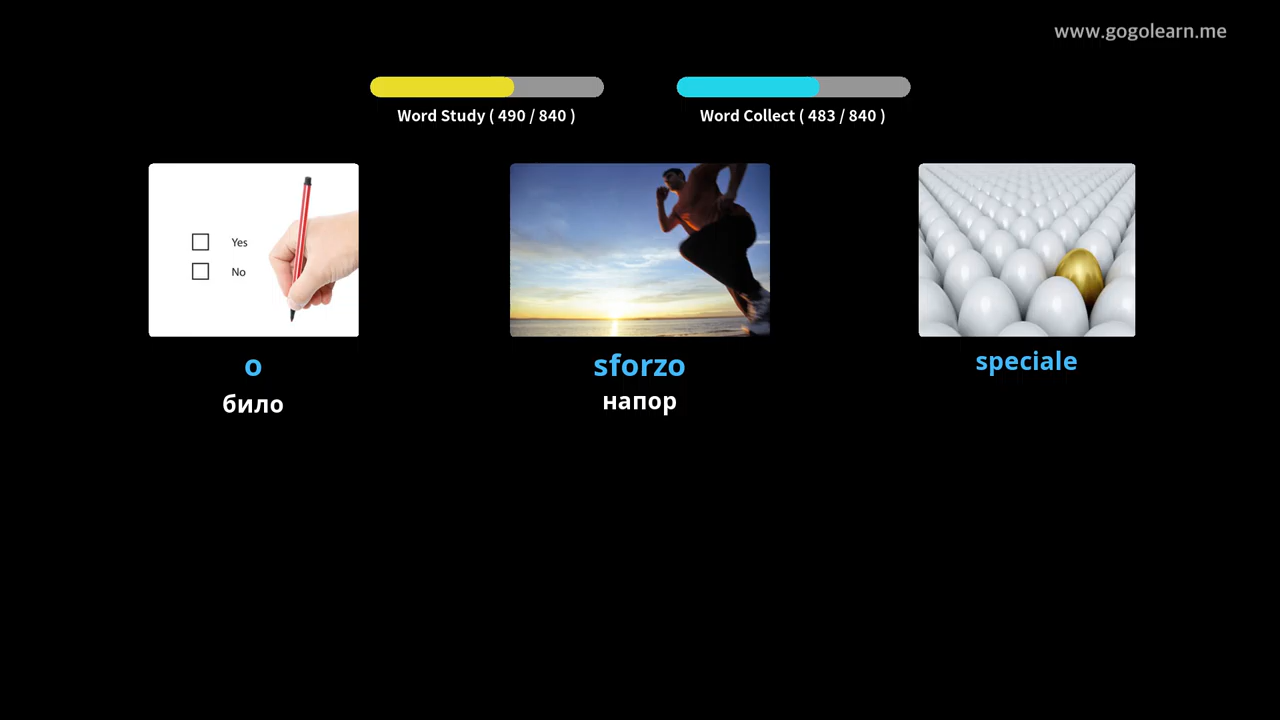 www.gogolearn.me
Word Study ( 490 / 840 )
Word Collect ( 483 / 840 )
Yes
No
o
било
sforzo
напор
speciale